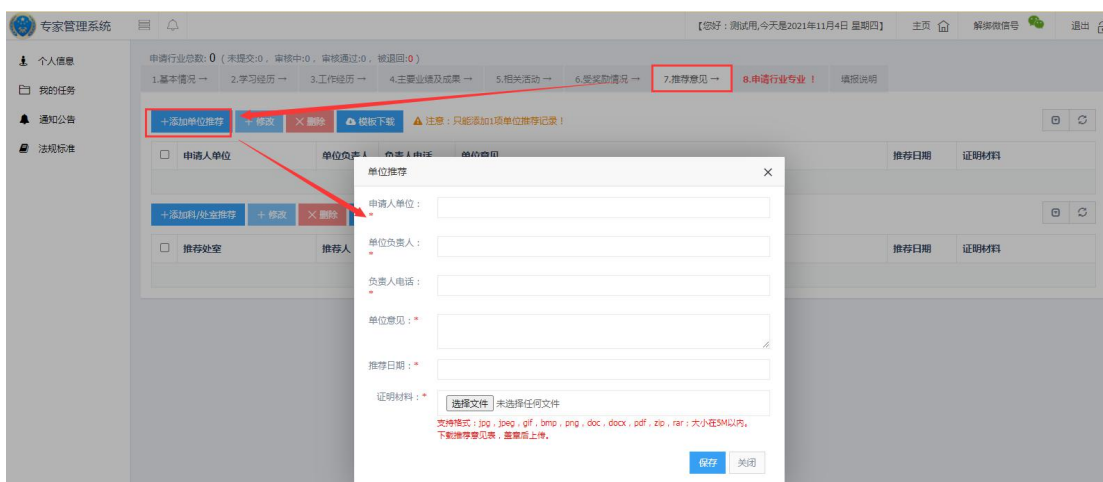 专家管理系统
【您好：测试用,今天是2021年11月4日 星期四】 主页 解绑微信号 退出
个人信息
我的任务
通知公告
法规标准
申请行业总数: 0 ( 未提交:0 , 审核中:0 , 审核通过:0 , 被退回:0 )
1.基本情况→ 2.学习经历→ 3.工作经历→ 4.主要业绩及成果→ 5.相关活动→ 6.受奖励情况→ 7.推荐意见→ 8.申请行业专业 ！ 填报说明
+添加单位推荐 +修改 ×删除 模板下载 注意：只能添加1项单位推荐记录！
申请人单位 单位负责人 负责人电话 单位意见 推荐日期 证明材料
+添加科/处室推荐 +修改 ×删除
推荐处室 推荐人 推荐日期 证明材料
单位推荐 ×
申请人单位：*
单位负责人：*
负责人电话：*
单位意见：*
推荐日期：*
证明材料：* 选择文件 未选择任何文件
支持格式：jpg , jpeg , gif , bmp , png , doc , docx , pdf , zip , rar；大小在5M以内。
下载推荐意见表，盖章后上传。
保存 关闭